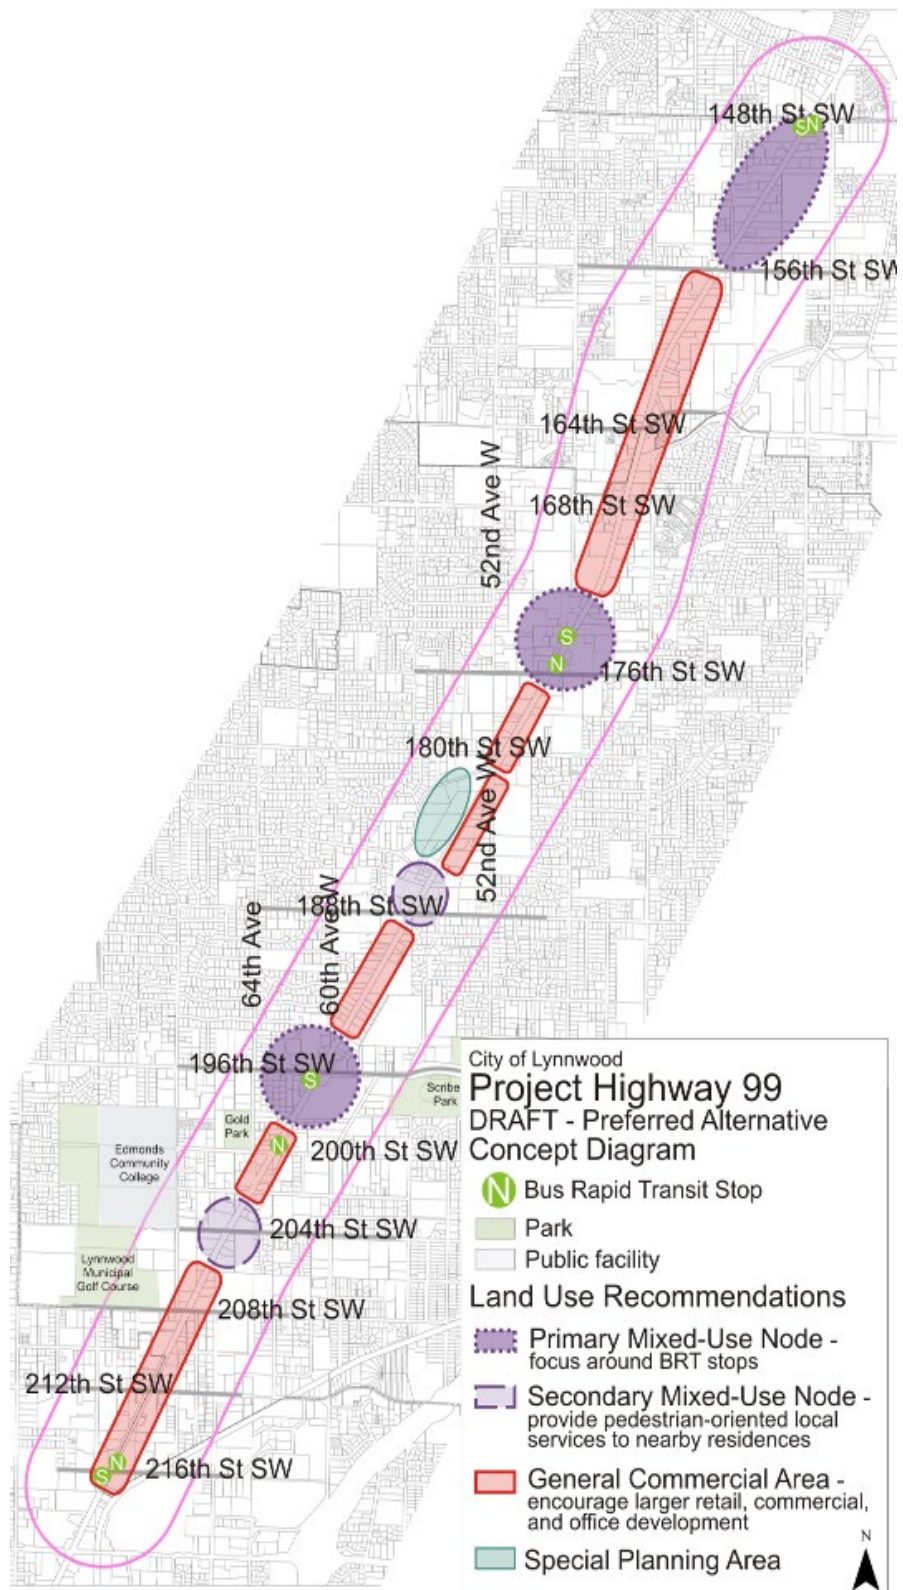 148th St SW
S N
156th St SW
164th St SW
52nd Ave W
168th St SW
S
N
176th St SW
180th St SW
52nd Ave W
188th St SW
64th Ave
60th Ave W
196th St SW
S
Scribe
Park
Gold
Park
N
200th St SW
Edmonds
Community
College
204th St SW
Lynnwood
Municipal
Golf Course
208th St SW
212th St SW
N
S
216th St SW
City of Lynnwood
Project Highway 99
DRAFT - Preferred Alternative
Concept Diagram
N Bus Rapid Transit Stop
Park
Public facility
Land Use Recommendations
Primary Mixed-Use Node -
focus around BRT stops
Secondary Mixed-Use Node -
provide pedestrian-oriented local
services to nearby residences
General Commercial Area -
encourage larger retail, commercial,
and office development
Special Planning Area
N